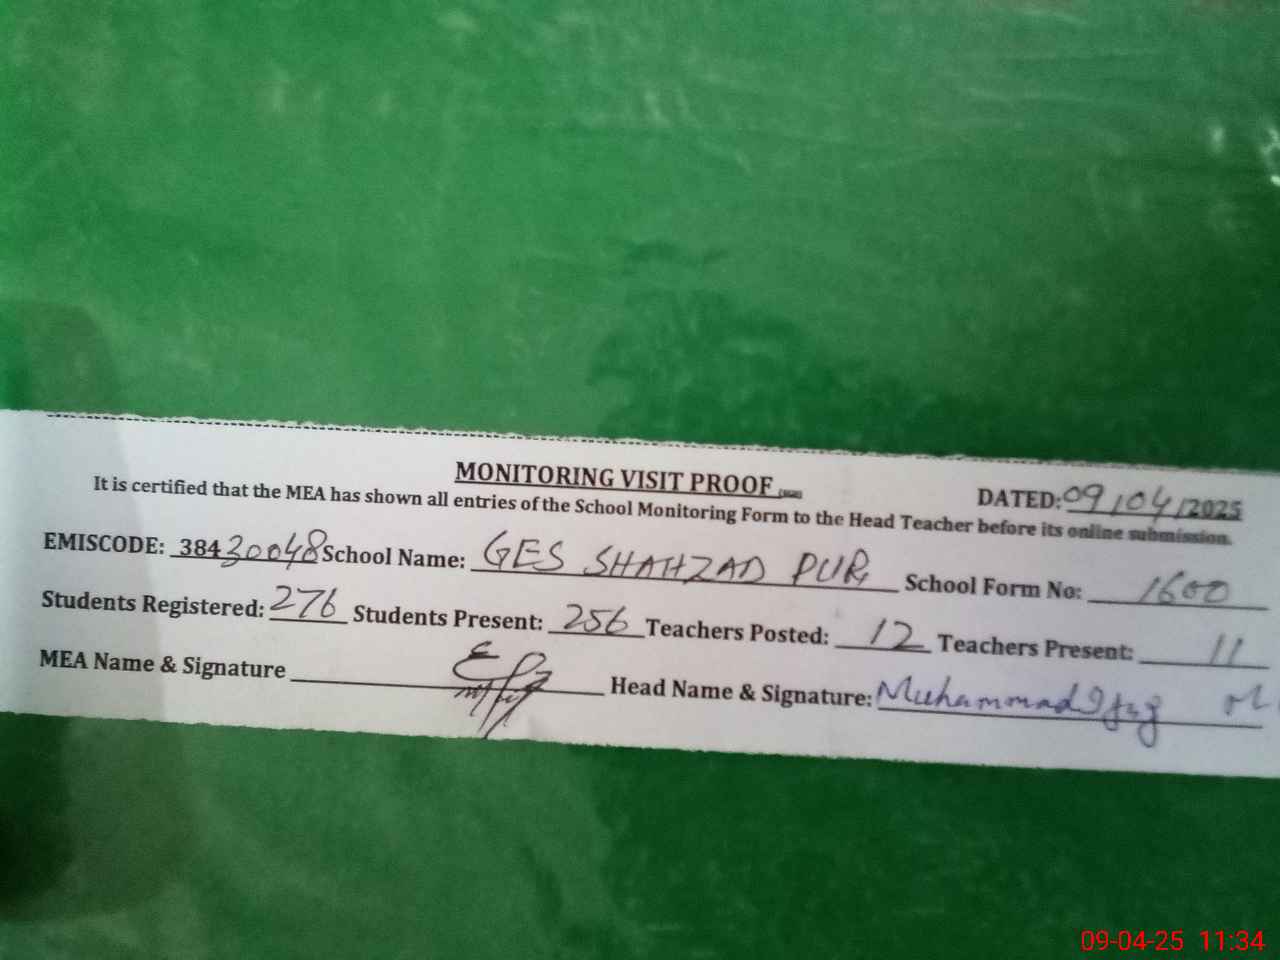 MONITORING VISIT PROOF
DATED: 09/04/2025
It is certified that the MEA has shown all entries of the School Monitoring Form to the Head Teacher before its online submission.
EMISCODE: 38430048 School Name: GES SHAHZAD PUR School Form No: 1600
Students Registered: 276 Students Present: 256 Teachers Posted: 12 Teachers Present: 11
MEA Name & Signature Head Name & Signature: Muhammad
09-04-25 11:34